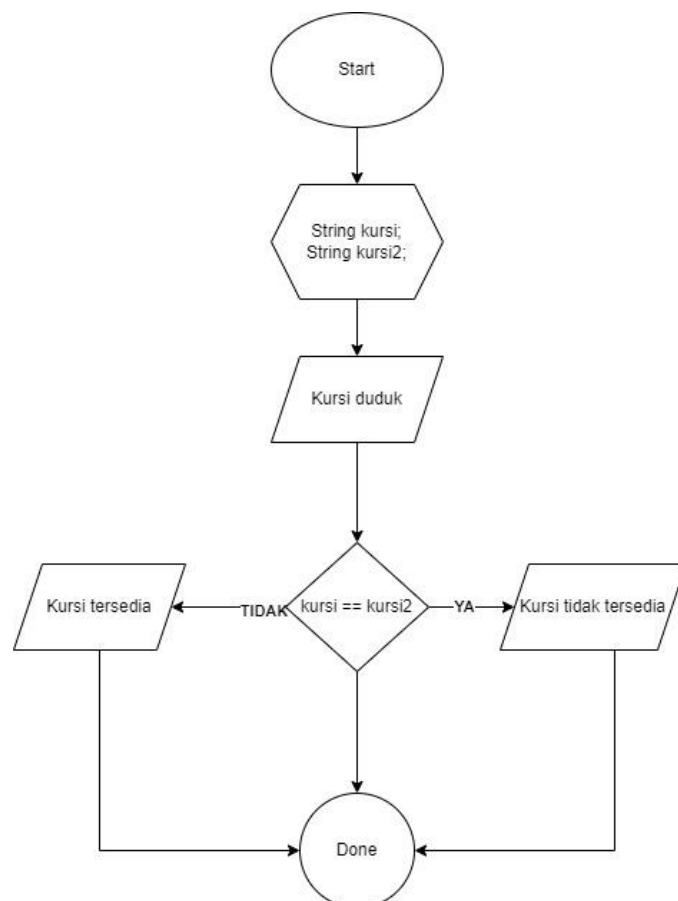 Start
String kursi;
String kursi2;
Kursi duduk
Kursi tersedia
TIDAK
kursi == kursi2
YA
Kursi tidak tersedia
Done